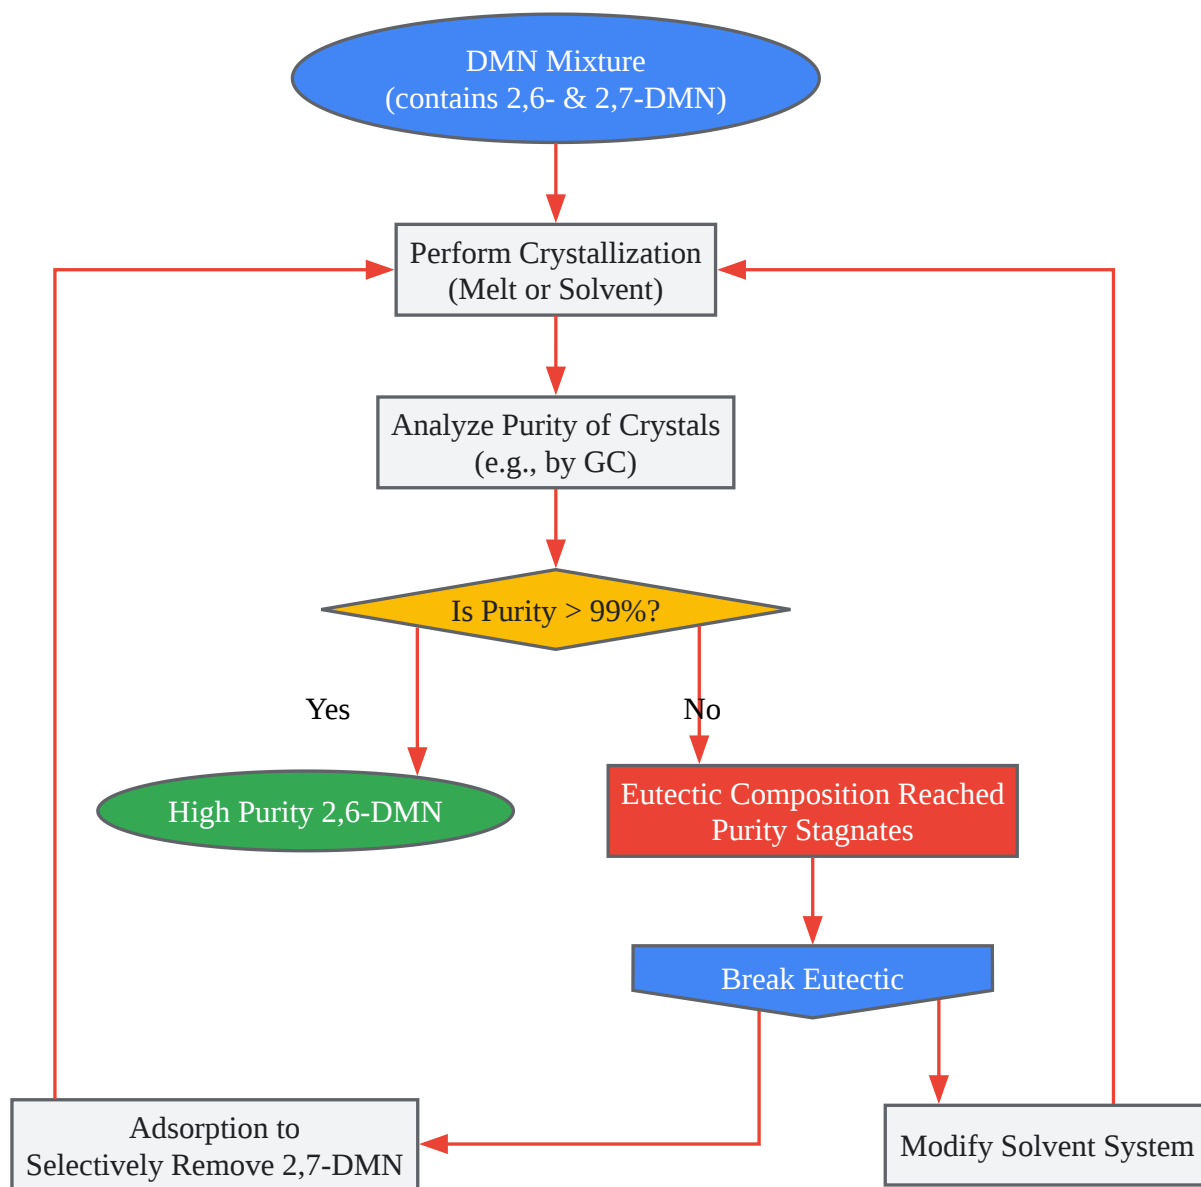 DMN Mixture
(contains 2,6- & 2,7-DMN)
Perform Crystallization
(Melt or Solvent)
Analyze Purity of Crystals
(e.g., by GC)
Is Purity > 99%?
Yes
No
High Purity 2,6-DMN
Eutectic Composition Reached
Purity Stagnates
Break Eutectic
Adsorption to
Selectively Remove 2,7-DMN
Modify Solvent System